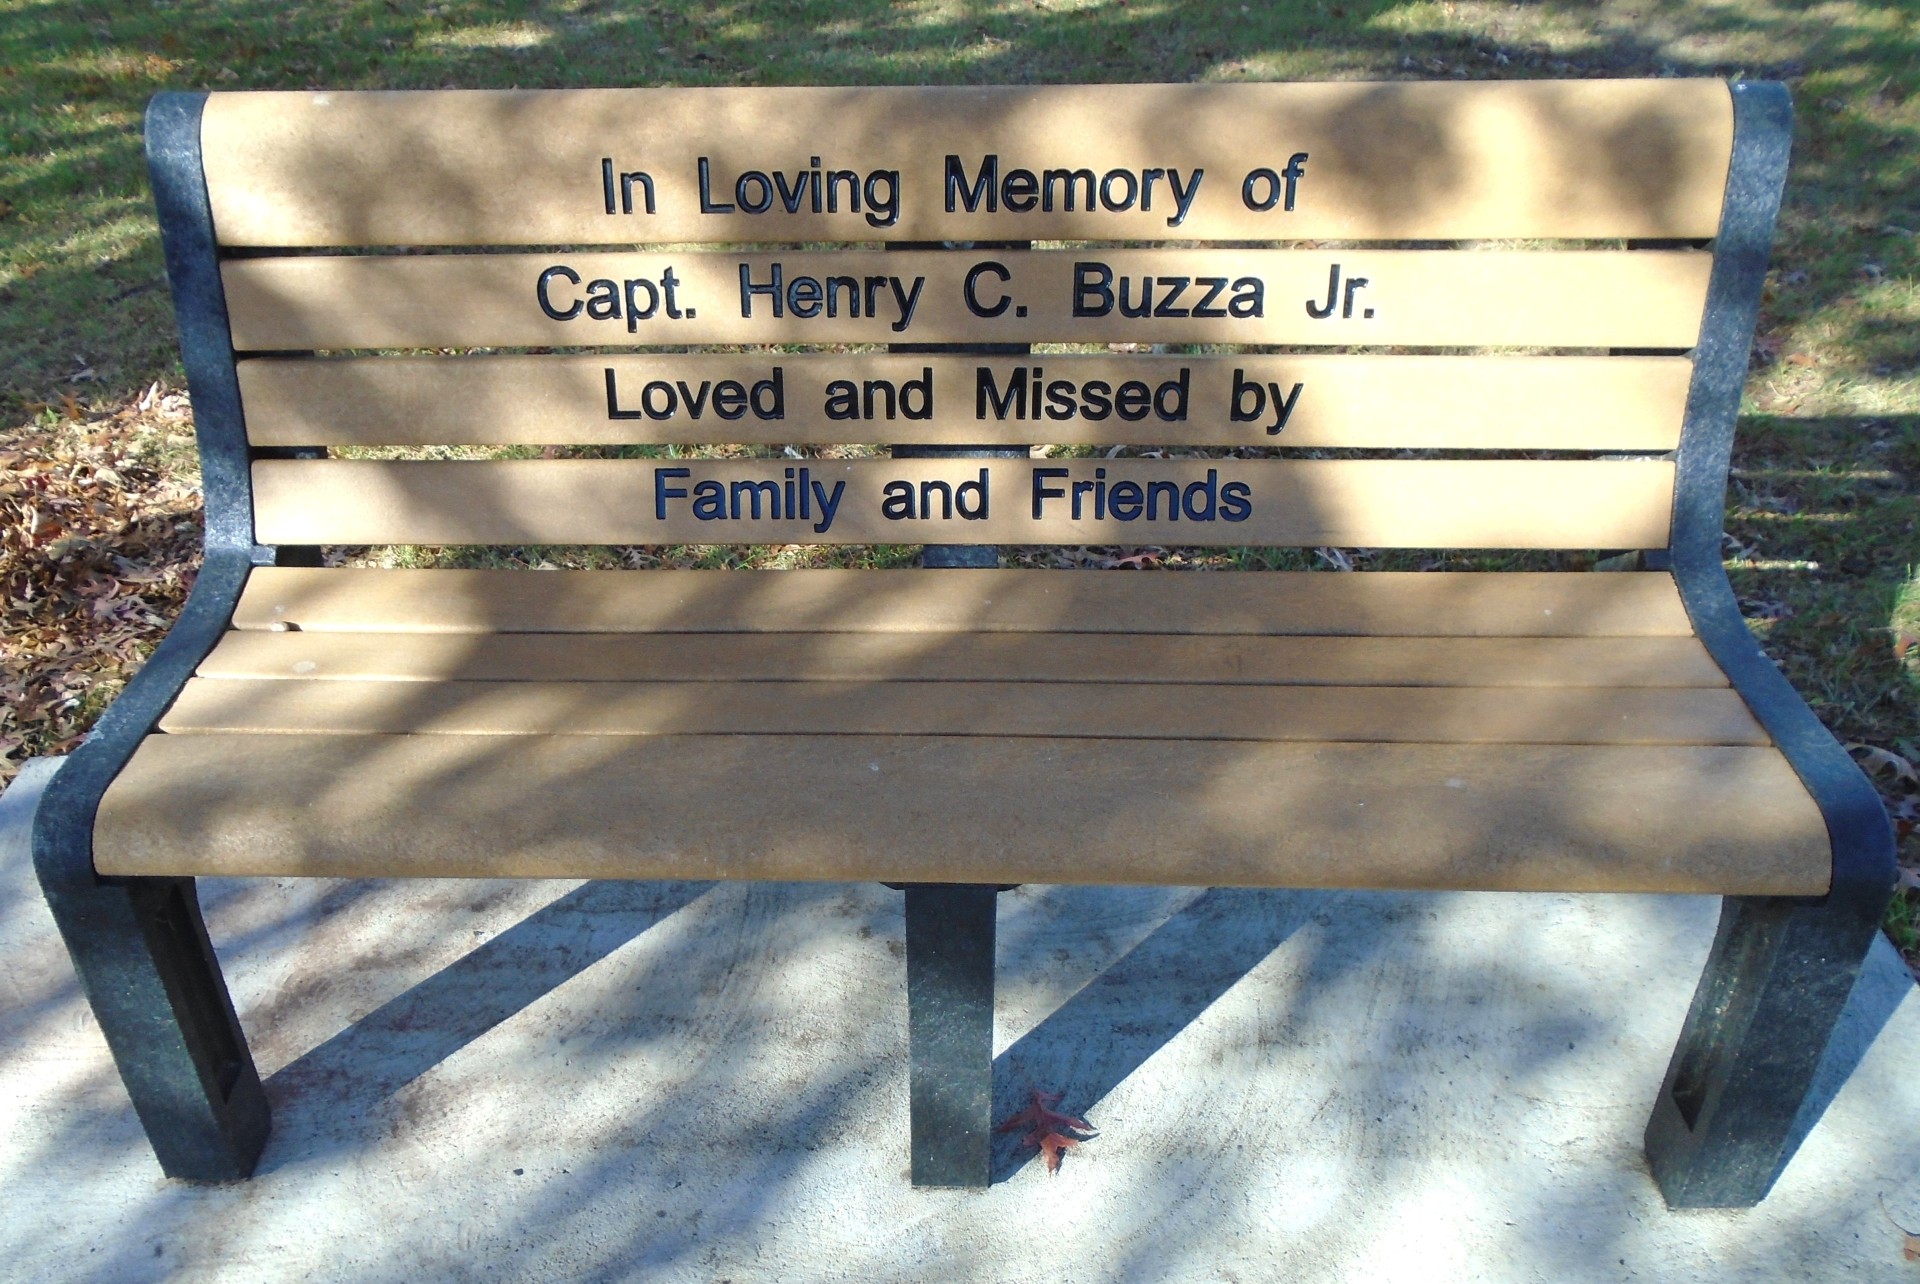 In Loving Memory of
Capt. Henry C. Buzza Jr.
Loved and Missed by
Family and Friends